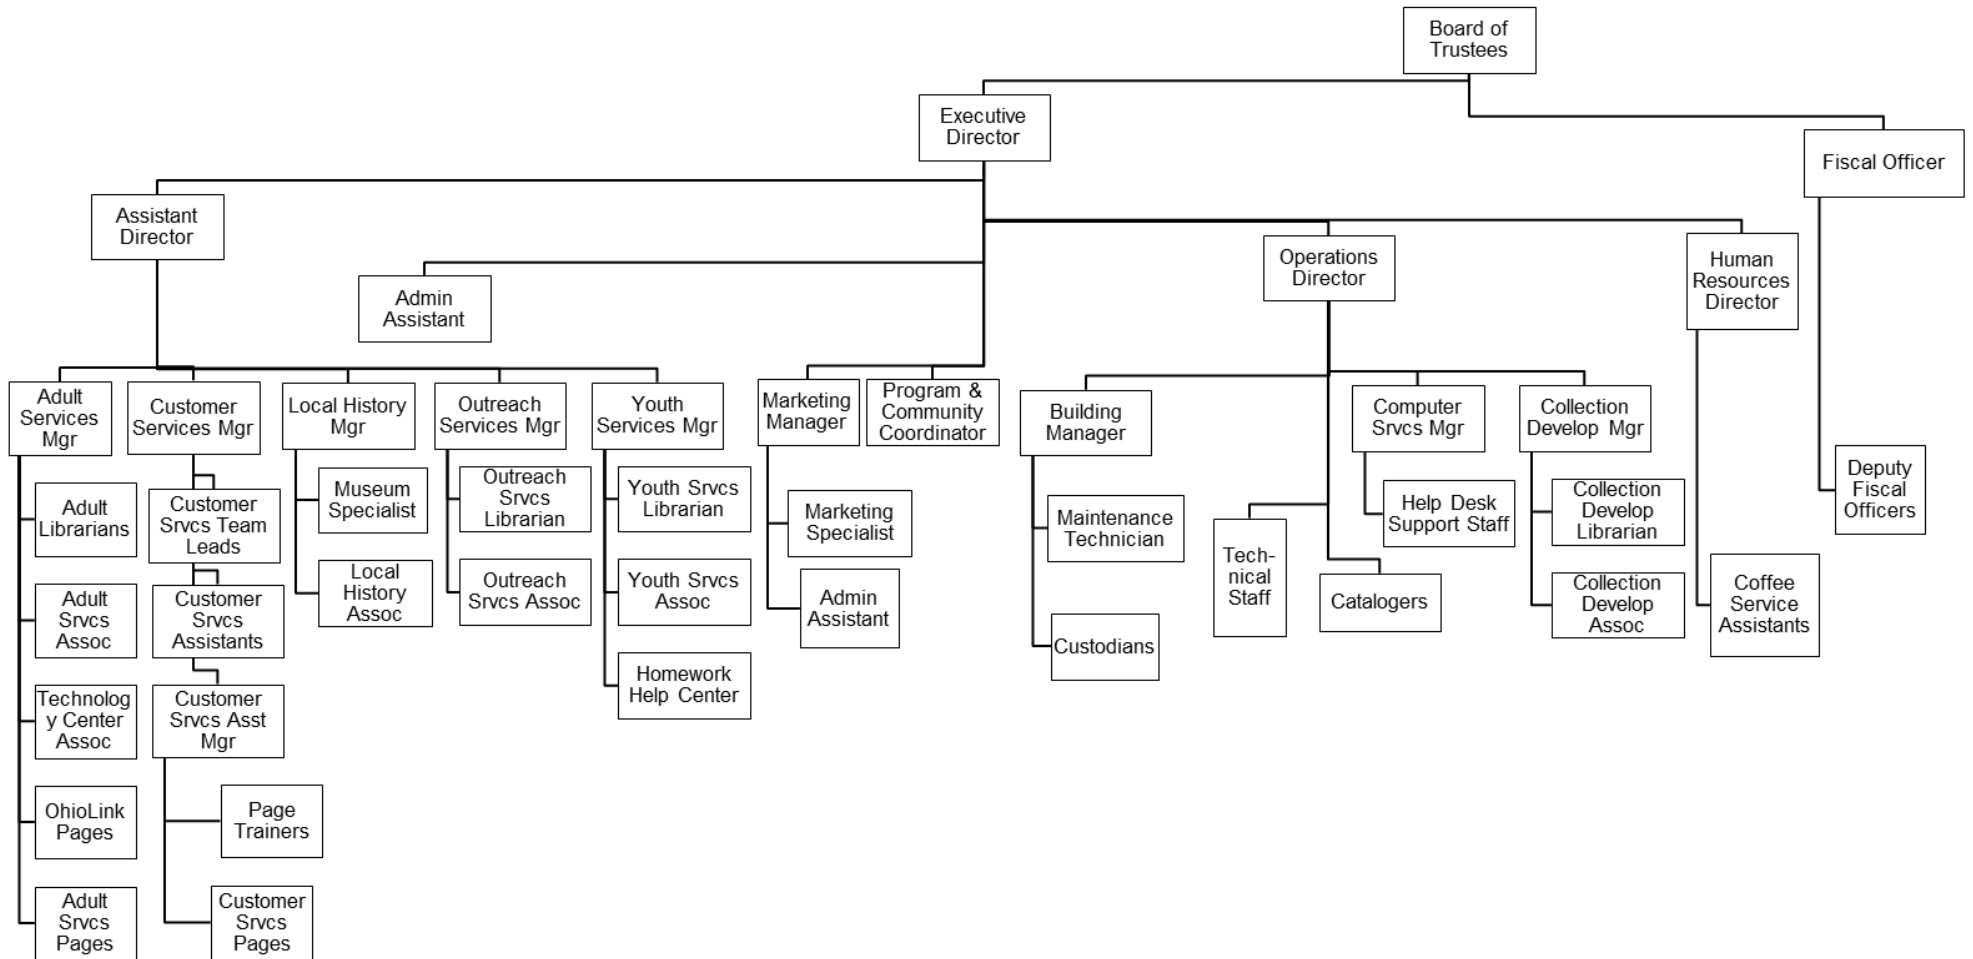 Board of
Trustees
Executive
Director
Fiscal Officer
Assistant
Director
Operations
Director
Human
Resources
Director
Admin
Assistant
Adult
Services
Mgr
Customer
Services Mgr
Local History
Mgr
Outreach
Services Mgr
Youth
Services Mgr
Marketing
Manager
Program &
Community
Coordinator
Building
Manager
Computer
Srvcs Mgr
Collection
Develop Mgr
Deputy
Fiscal
Officers
Adult
Librarians
Customer
Srvcs Team
Leads
Museum
Specialist
Outreach
Srvcs
Librarian
Youth Srvcs
Librarian
Marketing
Specialist
Maintenance
Technician
Tech-
nical
Staff
Help Desk
Support Staff
Collection
Develop
Librarian
Adult
Srvcs
Assoc
Customer
Srvcs
Assistants
Local
History
Assoc
Outreach
Srvcs Assoc
Youth Srvcs
Assoc
Admin
Assistant
Custodians
Catalogers
Collection
Develop
Assoc
Coffee
Service
Assistants
Technolog
y Center
Assoc
Customer
Srvcs Asst
Mgr
Homework
Help Center
OhioLink
Pages
Page
Trainers
Adult
Srvcs
Pages
Customer
Srvcs
Pages